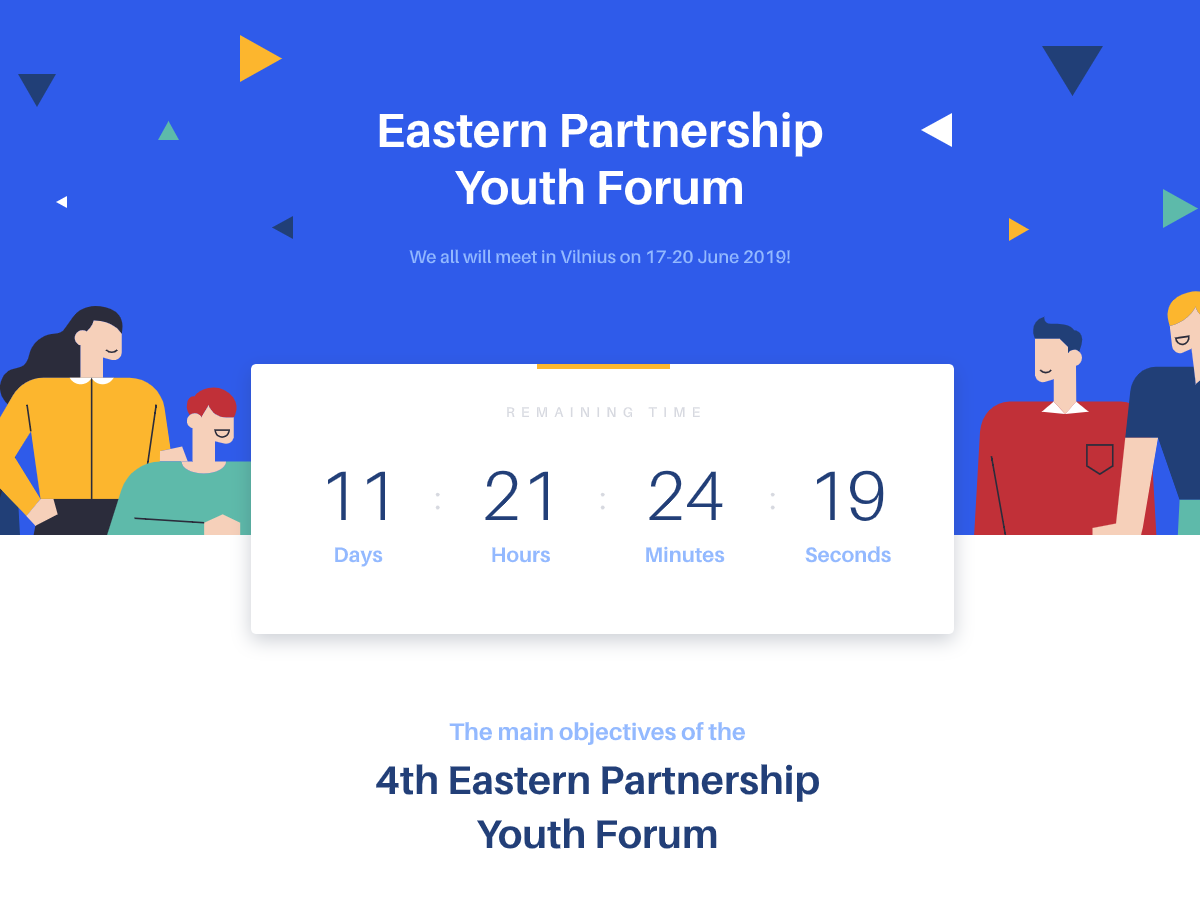 Eastern Partnership
Youth Forum
We all will meet in Vilnius on 17-20 June 2019!
REMAINING TIME
11 : 21 : 24 : 19
Days Hours Minutes Seconds
The main objectives of the
4th Eastern Partnership
Youth Forum